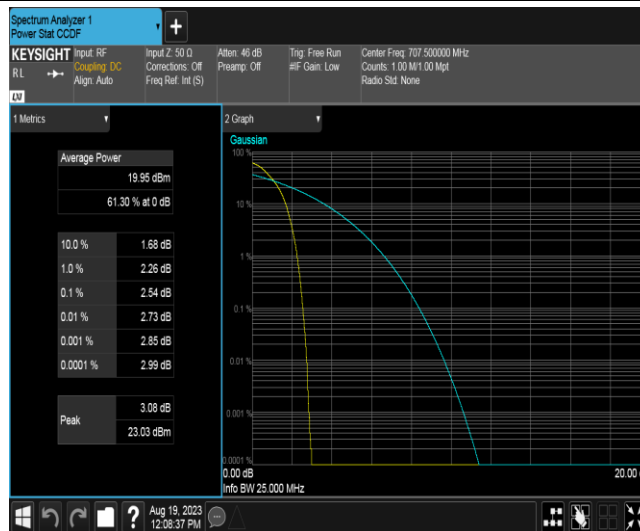 Spectrum Analyzer 1
Power Stat CCDF
+
KEYSIGHT
RL
LXI
Input: RF
Coupling: DC
Align: Auto
Input Z: 50 Ω
Corrections: Off
Freq Ref: Int (S)
Atten: 46 dB
Preamp: Off
Trig: Free Run
#IF Gain: Low
Center Freq: 707.500000 MHz
Counts: 1.00 M/1.00 Mpt
Radio Std: None
1 Metrics
Average Power
19.95 dBm
61.30 % at 0 dB
10.0 % 1.68 dB
1.0 % 2.26 dB
0.1 % 2.54 dB
0.01 % 2.73 dB
0.001 % 2.85 dB
0.0001 % 2.99 dB
Peak
3.08 dB
23.03 dBm
2 Graph
Gaussian
100 %
10 %
1 %
0.1 %
0.01 %
0.001 %
0.0001 %
0.00 dB
20.00
Info BW 25.000 MHz
?
Aug 19, 2023
12:08:37 PM